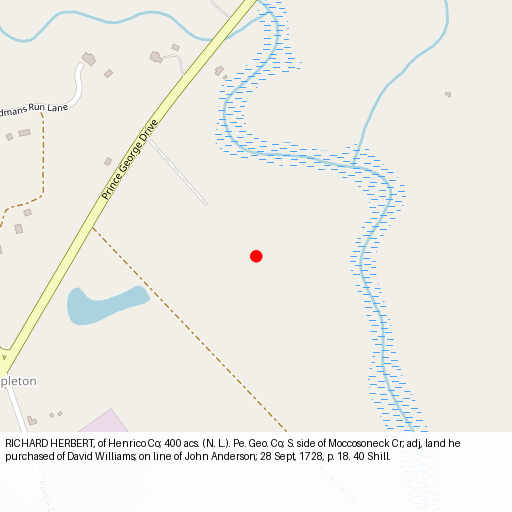 dmans Run Lane
Prince George Drive
pleton
RICHARD HERBERT, of Henrico Co; 400 acs. (N. L.). Pe. Geo. Co; S. side of Moccosoneck Cr; adj, land he
purchased of David Williams; on line of John Anderson; 28 Sept, 1728, p. 18. 40 Shill.